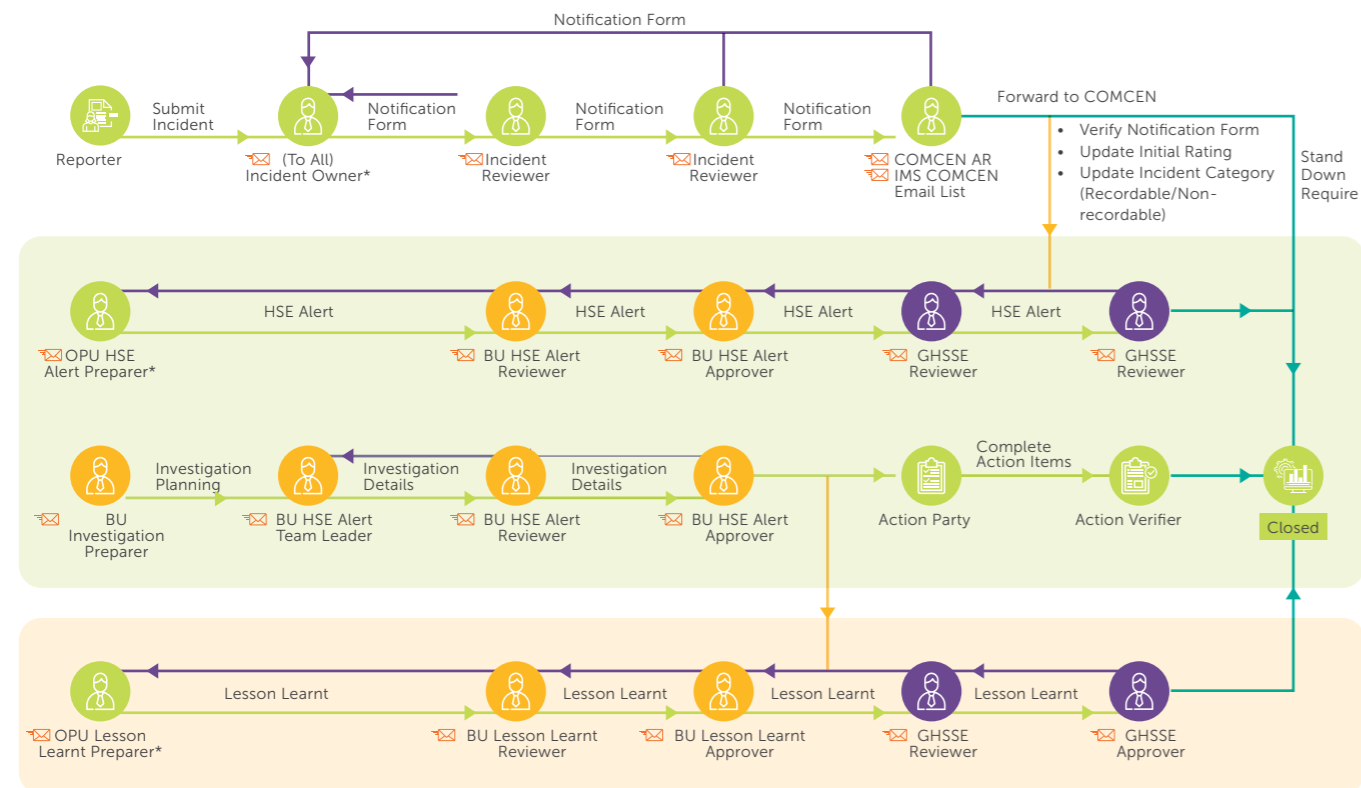 Notification Form
Submit
Incident
Notification
Form
Notification
Form
Notification
Form
Forward to COMCEN
Reporter
(To All)
Incident Owner*
Incident
Reviewer
Incident
Reviewer
COMCEN AR
IMS COMCEN
Email List
• Verify Notification Form
• Update Initial Rating
• Update Incident Category
(Recordable/Non-
recordable)
Stand
Down
Require
HSE Alert
HSE Alert
HSE Alert
HSE Alert
OPU HSE
Alert Preparer*
BU HSE Alert
Reviewer
BU HSE Alert
Approver
GHSSE
Reviewer
GHSSE
Reviewer
Investigation
Planning
Investigation
Details
Investigation
Details
Complete
Action Items
BU
Investigation
Preparer
BU HSE Alert
Team Leader
BU HSE Alert
Reviewer
BU HSE Alert
Approver
Action Party
Action Verifier
Closed
Lesson Learnt
Lesson Learnt
Lesson Learnt
Lesson Learnt
OPU Lesson
Learnt Preparer*
BU Lesson Learnt
Reviewer
BU Lesson Learnt
Approver
GHSSE
Reviewer
GHSSE
Approver